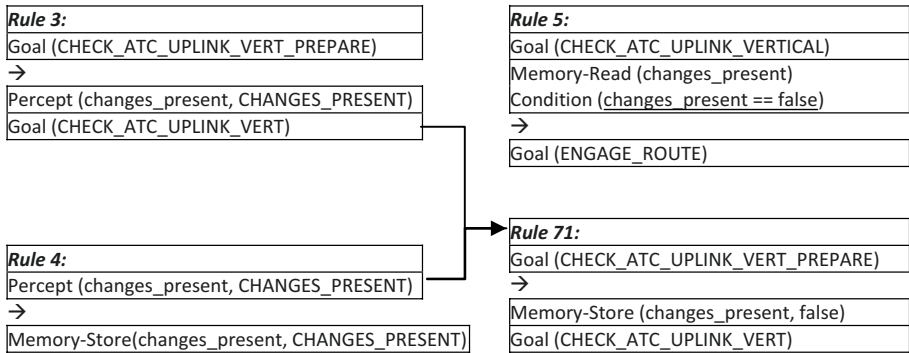 Rule 3:
Goal (CHECK_ATC_UPLINK_VERT_PREPARE)
→
Percept (changes_present, CHANGES_PRESENT)
Goal (CHECK_ATC_UPLINK_VERT)
Rule 4:
Percept (changes_present, CHANGES_PRESENT)
→
Memory-Store(changes_present, CHANGES_PRESENT)
Rule 5:
Goal (CHECK_ATC_UPLINK_VERTICAL)
Memory-Read (changes_present)
Condition (changes_present == false)
→
Goal (ENGAGE_ROUTE)
Rule 71:
Goal (CHECK_ATC_UPLINK_VERT_PREPARE)
→
Memory-Store (changes_present, false)
Goal (CHECK_ATC_UPLINK_VERT)